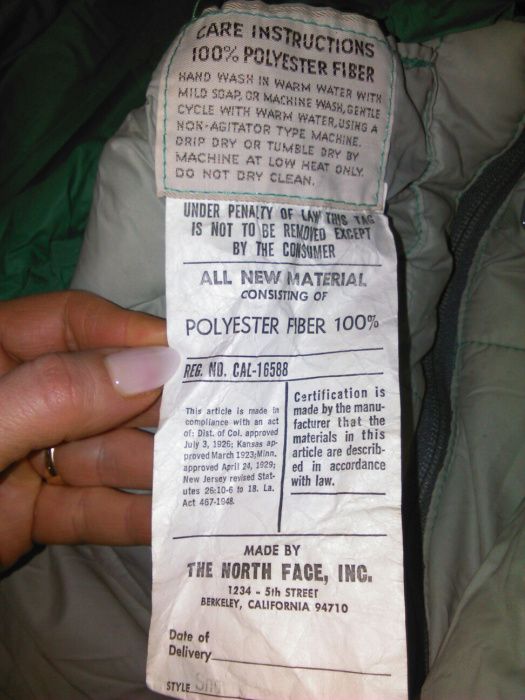 CARE INSTRUCTIONS
100% POLYESTER FIBER
HAND WASH IN WARM WATER WITH
MILD SOAP, OR MACHINE WASH, GENTLE
CYCLE WITH WARM WATER, USING A
NON-AGITATOR TYPE MACHINE.
DRIP DRY OR TUMBLE DRY BY
MACHINE AT LOW HEAT ONLY.
DO NOT DRY CLEAN.
UNDER PENALTY OF LAW THIS TAG
IS NOT TO BE REMOVED EXCEPT
BY THE CONSUMER
ALL NEW MATERIAL
CONSISTING OF
POLYESTER FIBER 100%
REG. NO. CAL-16588
This article is made in
compliance with an act
of: Dist. of Col. approved
July 3, 1926; Kansas ap-
proved March 1923; Minn.
approved April 24, 1929;
New Jersey revised Stat-
utes 26:10-6 to 18. La.
Act 467-1948.
Certification is
made by the manu-
facturer that the
materials in this
article are describ-
ed in accordance
with law.
MADE BY
THE NORTH FACE, INC.
1234 - 5th STREET
BERKELEY, CALIFORNIA 94710
Date of
Delivery
STYLE